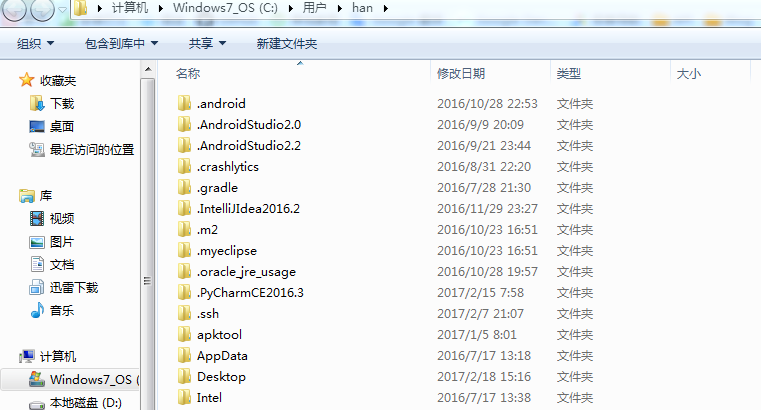 计算机 Windows7_OS (C:) 用户 han
组织 包含到库中 共享 新建文件夹
收藏夹
下载
桌面
最近访问的位置
库
视频
图片
文档
迅雷下载
音乐
计算机
Windows7_OS (
本地磁盘 (D:)
名称 修改日期 类型 大小
.android 2016/10/28 22:53 文件夹
.AndroidStudio2.0 2016/9/9 20:09 文件夹
.AndroidStudio2.2 2016/9/21 23:44 文件夹
.crashlytics 2016/8/31 22:20 文件夹
.gradle 2016/7/28 21:30 文件夹
.IntelliJIdea2016.2 2016/11/29 23:27 文件夹
.m2 2016/10/23 16:51 文件夹
.myeclipse 2016/10/23 16:51 文件夹
.oracle_jre_usage 2016/10/28 19:57 文件夹
.PyCharmCE2016.3 2017/2/15 7:58 文件夹
.ssh 2017/2/7 21:07 文件夹
apktool 2017/1/5 8:01 文件夹
AppData 2016/7/17 13:18 文件夹
Desktop 2017/2/18 15:16 文件夹
Intel 2016/7/17 13:38 文件夹